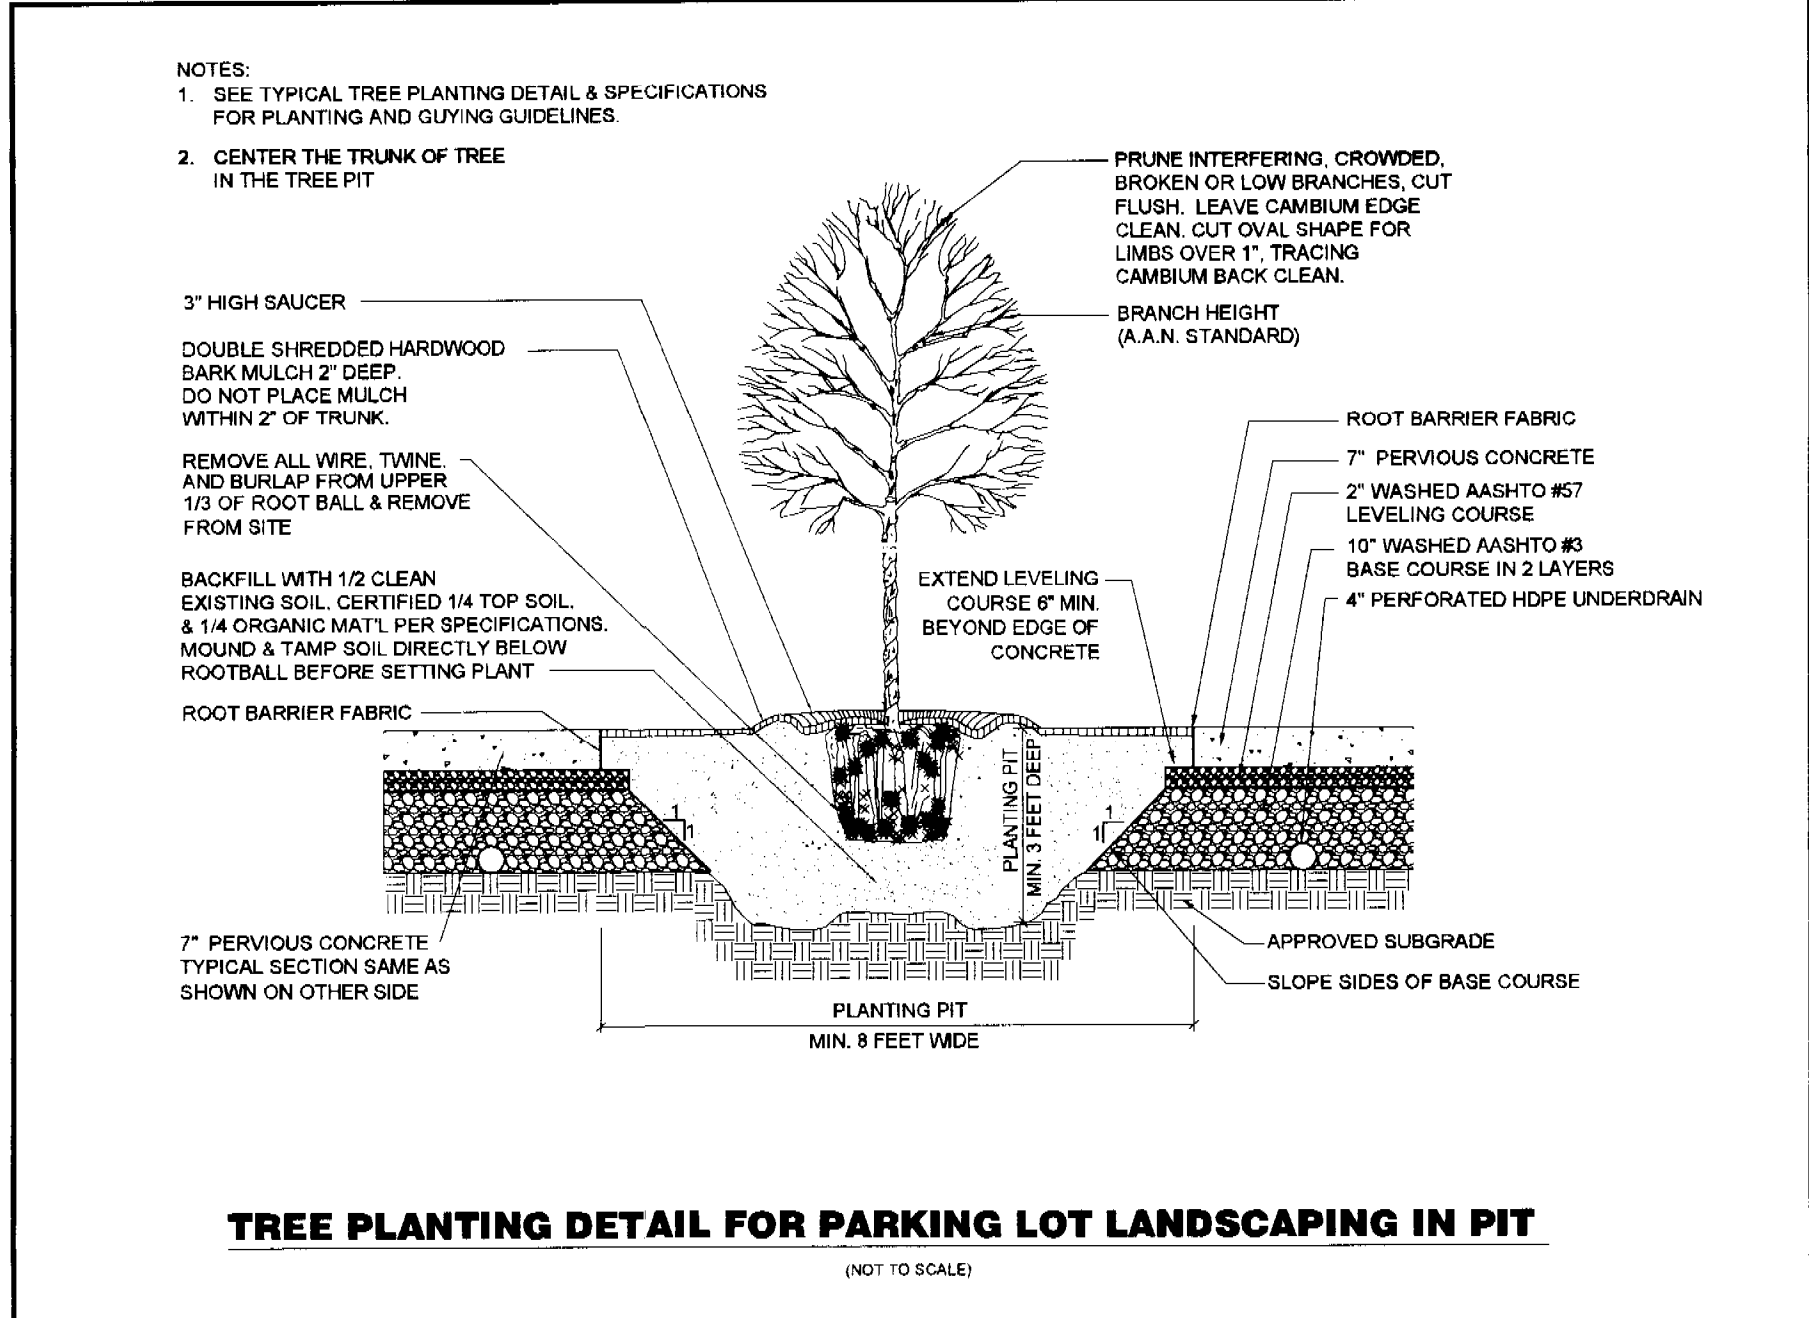 NOTES:
1. SEE TYPICAL TREE PLANTING DETAIL & SPECIFICATIONS
FOR PLANTING AND GUYING GUIDELINES.
2. CENTER THE TRUNK OF TREE
IN THE TREE PIT
PRUNE INTERFERING, CROWDED,
BROKEN OR LOW BRANCHES, CUT
FLUSH. LEAVE CAMBIUM EDGE
CLEAN. CUT OVAL SHAPE FOR
LIMBS OVER 1", TRACING
CAMBIUM BACK CLEAN.
BRANCH HEIGHT
(A.A.N. STANDARD)
3" HIGH SAUCER
DOUBLE SHREDDED HARDWOOD
BARK MULCH 2" DEEP.
DO NOT PLACE MULCH
WITHIN 2" OF TRUNK.
REMOVE ALL WIRE, TWINE,
AND BURLAP FROM UPPER
1/3 OF ROOT BALL & REMOVE
FROM SITE
BACKFILL WITH 1/2 CLEAN
EXISTING SOIL, CERTIFIED 1/4 TOP SOIL,
& 1/4 ORGANIC MAT'L PER SPECIFICATIONS.
MOUND & TAMP SOIL DIRECTLY BELOW
ROOTBALL BEFORE SETTING PLANT
ROOT BARRIER FABRIC
ROOT BARRIER FABRIC
7" PERVIOUS CONCRETE
2" WASHED AASHTO #57
LEVELING COURSE
10" WASHED AASHTO #3
BASE COURSE IN 2 LAYERS
4" PERFORATED HDPE UNDERDRAIN
EXTEND LEVELING
COURSE 6" MIN.
BEYOND EDGE OF
CONCRETE
PLANTING PIT
MIN. 3 FEET DEEP
1
1
1
1
7" PERVIOUS CONCRETE
TYPICAL SECTION SAME AS
SHOWN ON OTHER SIDE
APPROVED SUBGRADE
SLOPE SIDES OF BASE COURSE
PLANTING PIT
MIN. 8 FEET WIDE
TREE PLANTING DETAIL FOR PARKING LOT LANDSCAPING IN PIT
(NOT TO SCALE)